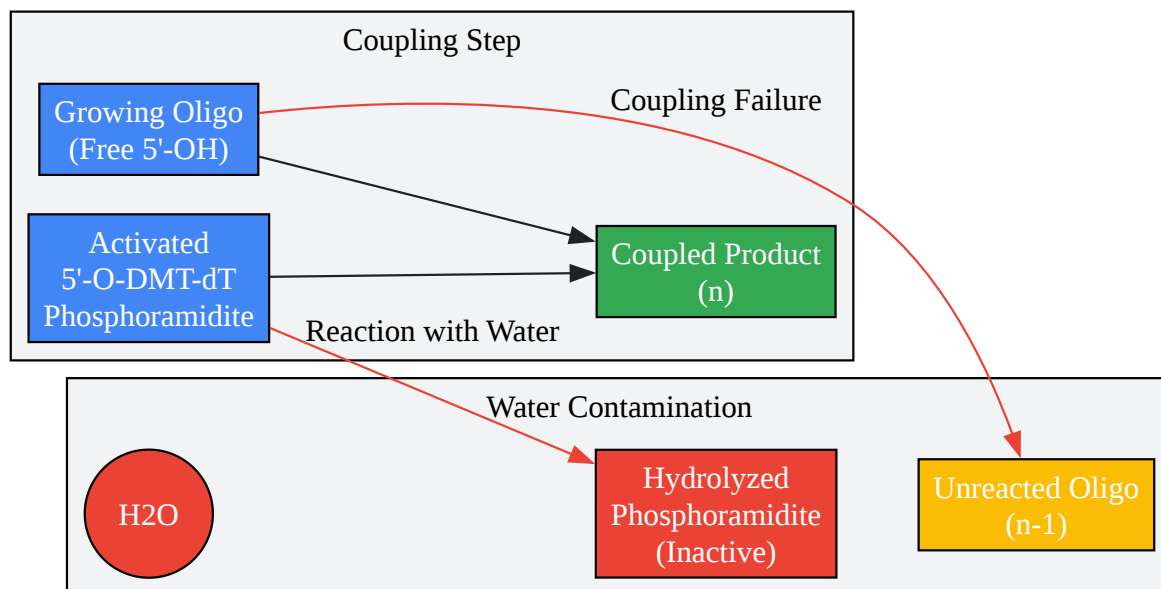 Coupling Step
Growing Oligo
(Free 5'-OH)
Coupling Failure
Activated
5'-O-DMT-dT
Phosphoramidite
Coupled Product
(n)
Reaction with Water
Water Contamination
H2O
Hydrolyzed
Phosphoramidite
(Inactive)
Unreacted Oligo
(n-1)